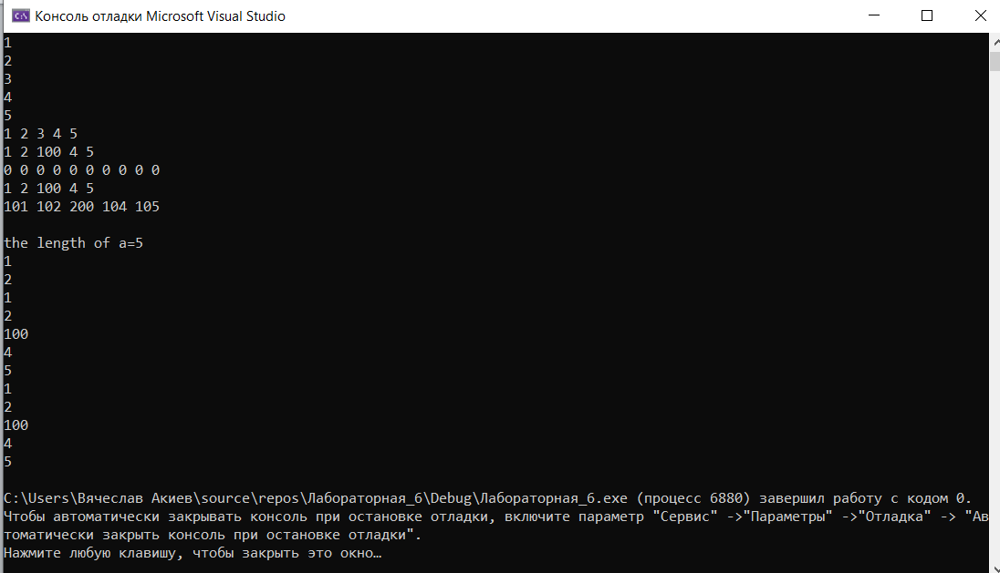 Консоль отладки Microsoft Visual Studio
1
2
3
4
5
1 2 3 4 5
1 2 100 4 5
0 0 0 0 0 0 0 0 0 0
1 2 100 4 5
101 102 200 104 105
the length of a=5
1
2
1
2
100
4
5
1
2
100
4
5
C:\Users\Вячеслав Акиев\source\repos\Лабораторная_6\Debug\Лабораторная_6.exe (процесс 6880) завершил работу с кодом 0.
Чтобы автоматически закрывать консоль при остановке отладки, включите параметр "Сервис" ->"Параметры" ->"Отладка" -> "Ав
томатически закрыть консоль при остановке отладки".
Нажмите любую клавишу, чтобы закрыть это окно…